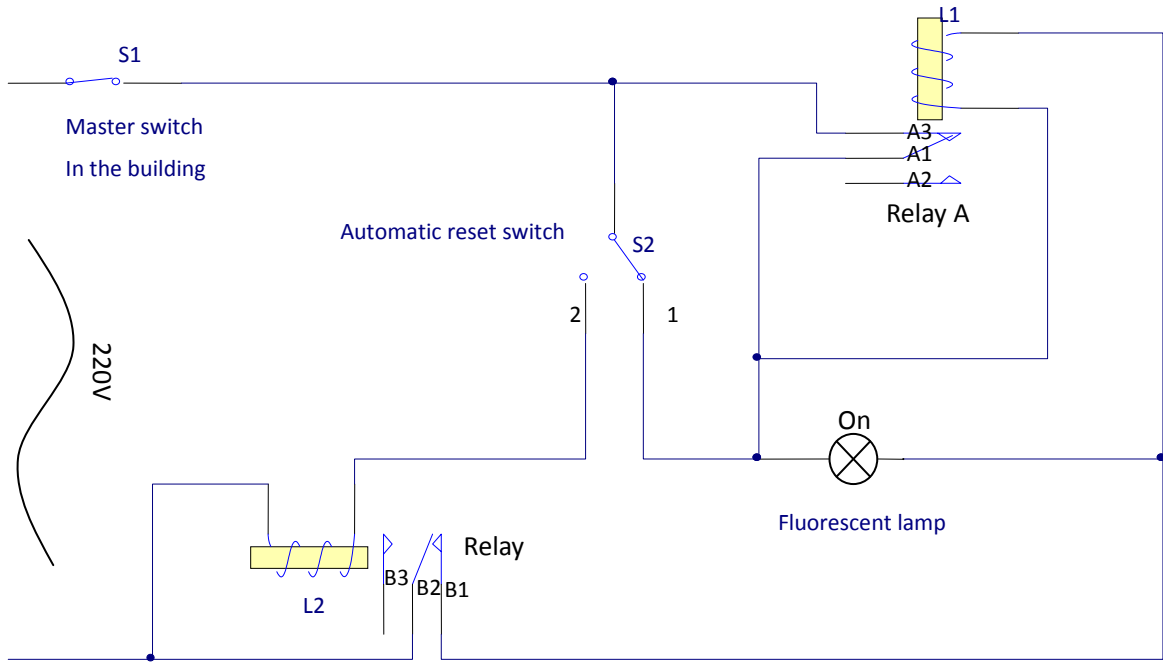 L1
S1
Master switch
In the building
A3
A1
A2
Relay A
Automatic reset switch
S2
2
1
220V
On
Fluorescent lamp
Relay
B3
B2
B1
L2